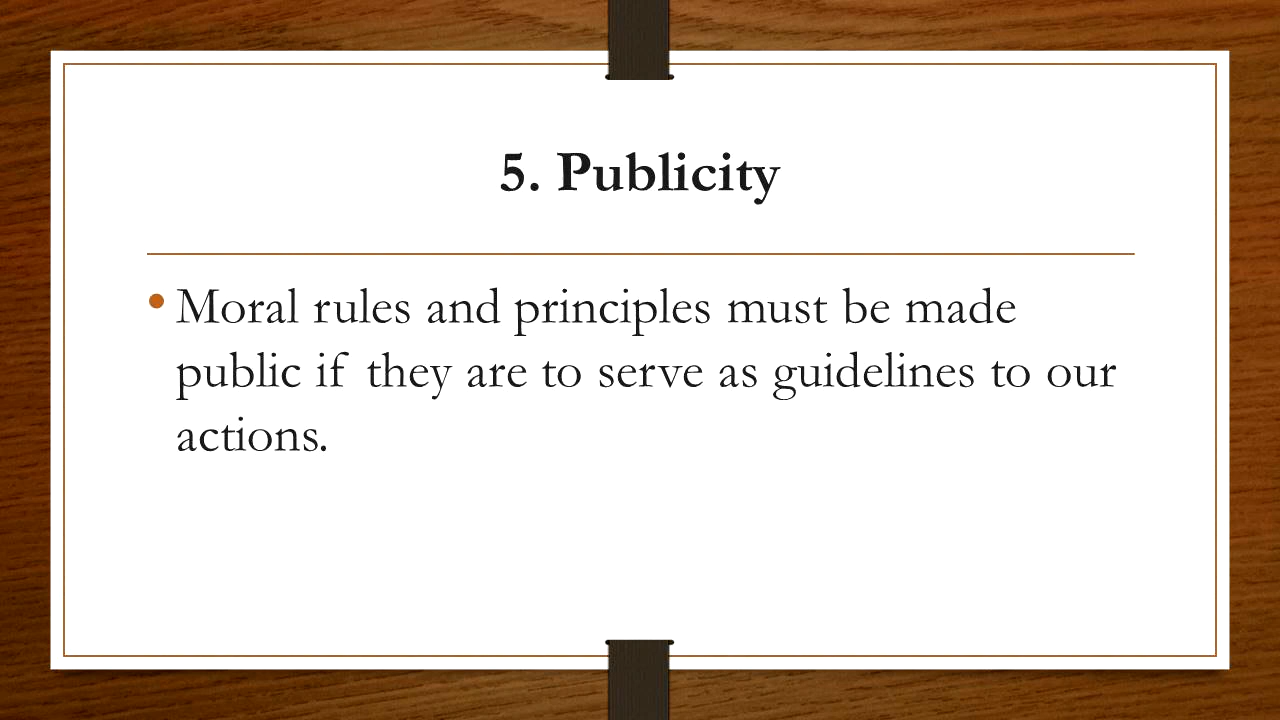 5. Publicity
• Moral rules and principles must be made
public if they are to serve as guidelines to our
actions.